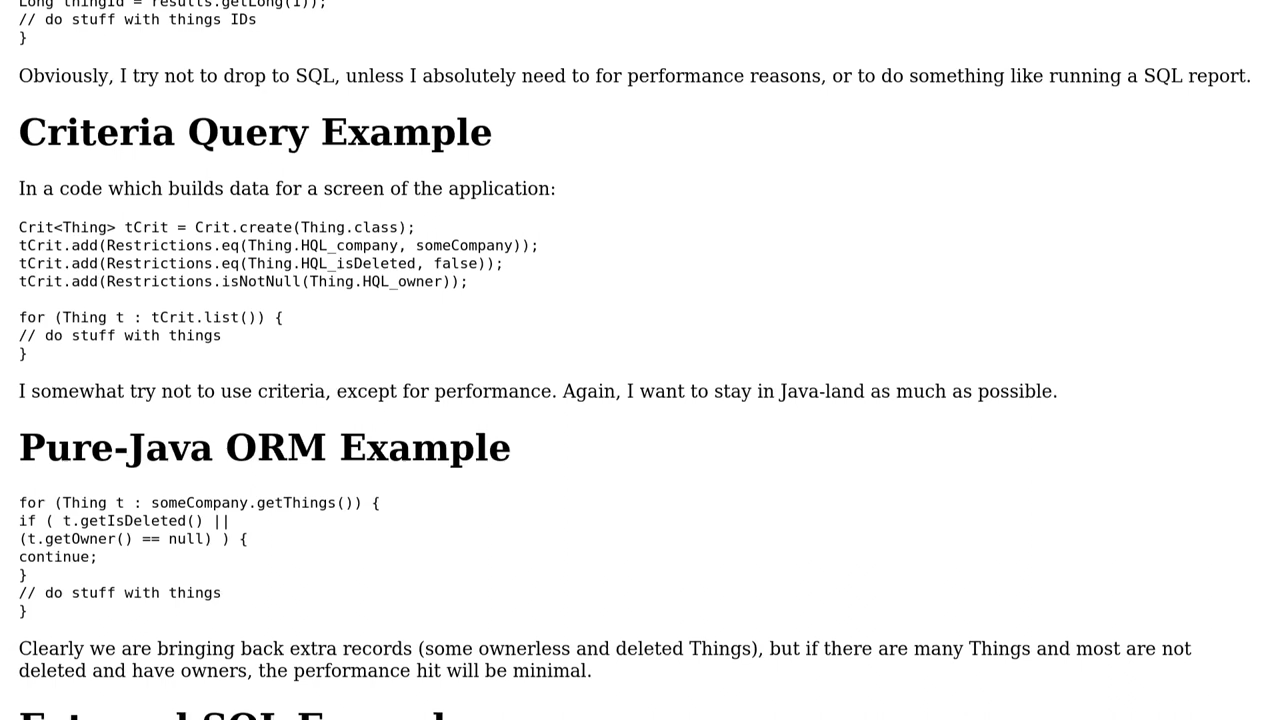 Long thingId = results.getLong(1));
// do stuff with things IDs
}
Obviously, I try not to drop to SQL, unless I absolutely need to for performance reasons, or to do something like running a SQL report.
Criteria Query Example
In a code which builds data for a screen of the application:
Crit<Thing> tCrit = Crit.create(Thing.class);
tCrit.add(Restrictions.eq(Thing.HQL_company, someCompany));
tCrit.add(Restrictions.eq(Thing.HQL_isDeleted, false));
tCrit.add(Restrictions.isNotNull(Thing.HQL_owner));
for (Thing t : tCrit.list()) {
// do stuff with things
}
I somewhat try not to use criteria, except for performance. Again, I want to stay in Java-land as much as possible.
Pure-Java ORM Example
for (Thing t : someCompany.getThings()) {
if ( t.getIsDeleted() ||
(t.getOwner() == null) ) {
continue;
}
// do stuff with things
}
Clearly we are bringing back extra records (some ownerless and deleted Things), but if there are many Things and most are not
deleted and have owners, the performance hit will be minimal.